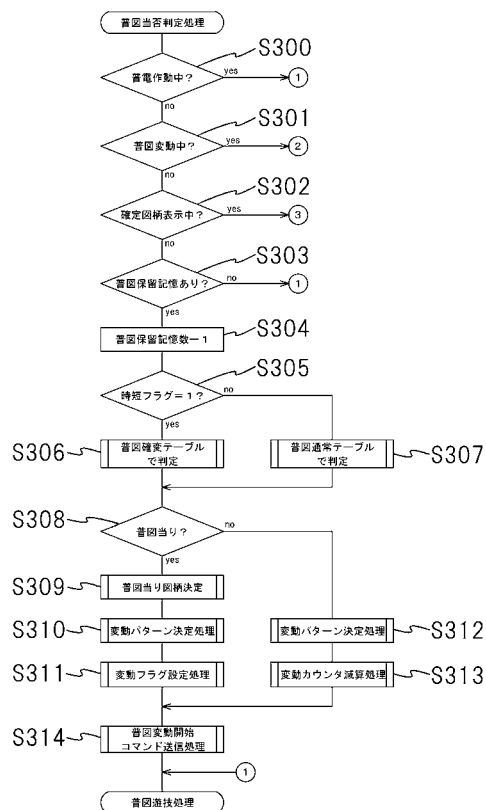 普図当否判定処理
S300
普電作動中？
yes
1
no
S301
普図変動中？
yes
2
no
S302
確定図柄表示中？
yes
3
no
S303
普図保留記憶あり？
no
1
yes
S304
普図保留記憶数－1
S305
時短フラグ＝1？
no
yes
S306
普図確変テーブル
で判定
普図通常テーブル
で判定
S307
S308
普図当り？
no
yes
S309
普図当り図柄決定
S310
変動パターン決定処理
変動パターン決定処理
S312
S311
変動フラグ設定処理
変動カウンタ減算処理
S313
S314
普図変動開始
コマンド送信処理
1
普図遊技処理